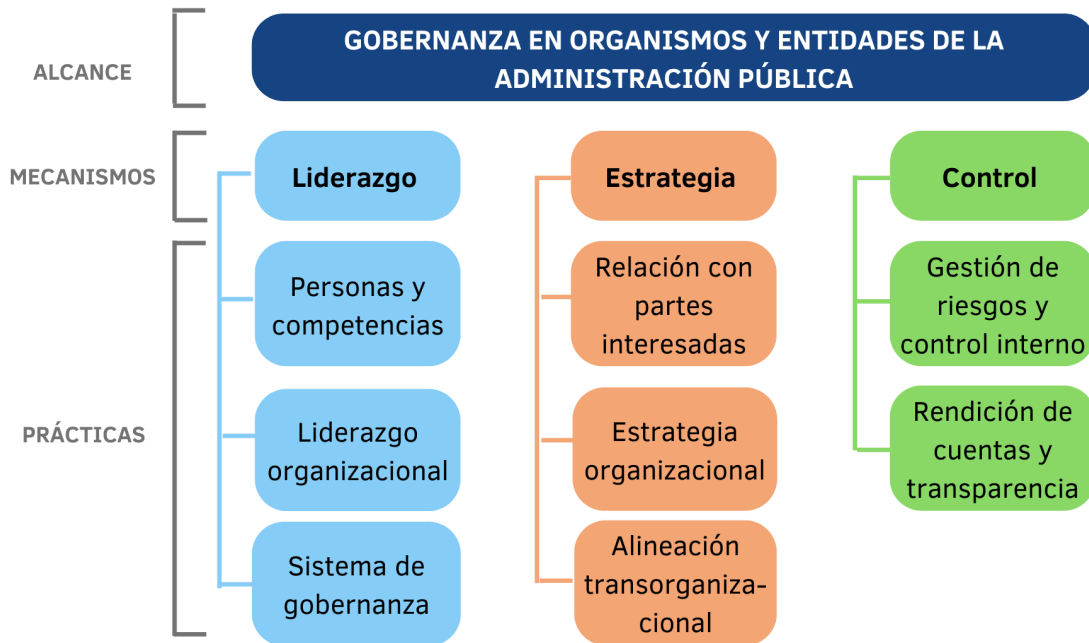 ALCANCE
GOBERNANZA EN ORGANISMOS Y ENTIDADES DE LA
ADMINISTRACIÓN PÚBLICA
MECANISMOS
Liderazgo
Estrategia
Control
PRÁCTICAS
Personas y
competencias
Liderazgo
organizacional
Sistema de
gobernanza
Relación con
partes
interesadas
Estrategia
organizacional
Alineación
transorganiza-
cional
Gestión de
riesgos y
control interno
Rendición de
cuentas y
transparencia